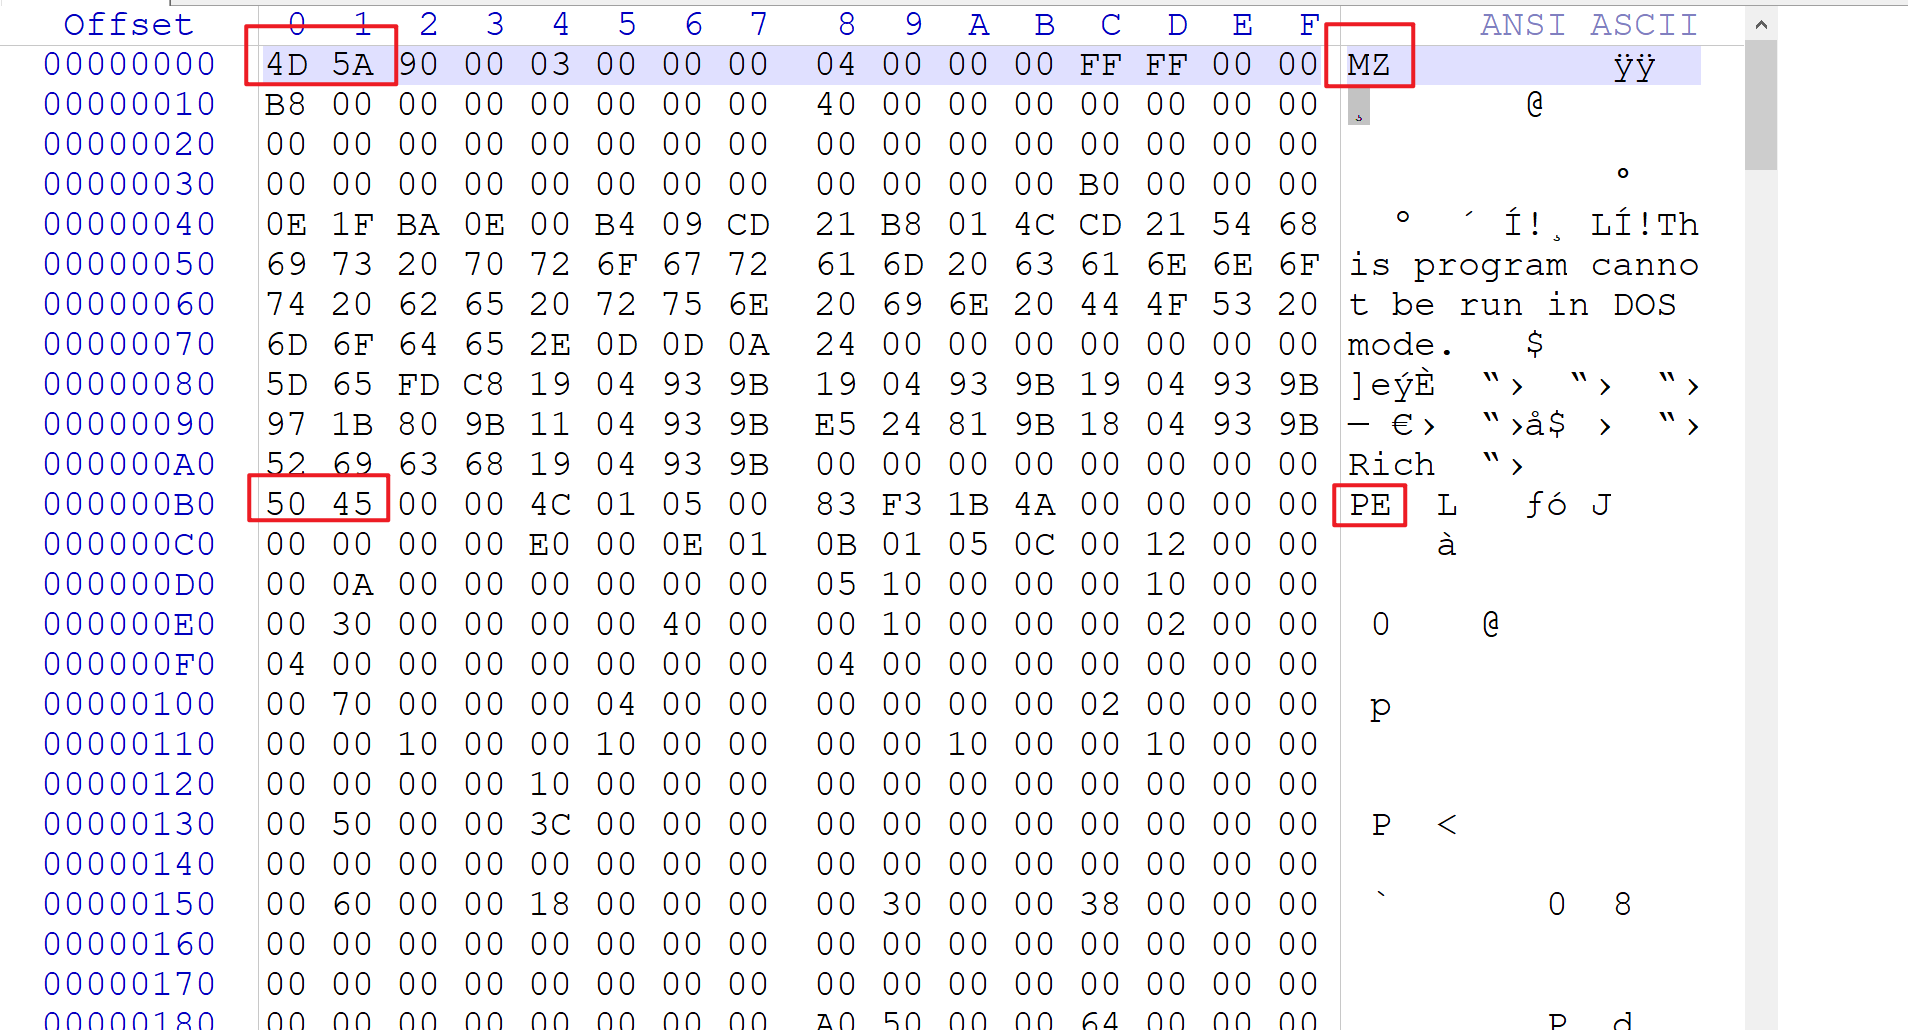 Offset 0 1 2 3 4 5 6 7 8 9 A B C D E F ANSI ASCII
00000000 4D 5A 90 00 03 00 00 00 04 00 00 00 FF FF 00 00 MZ ÿÿ
00000010 B8 00 00 00 00 00 00 00 40 00 00 00 00 00 00 00 ¸ @
00000020 00 00 00 00 00 00 00 00 00 00 00 00 00 00 00 00
00000030 00 00 00 00 00 00 00 00 00 00 00 00 B0 00 00 00 °
00000040 0E 1F BA 0E 00 B4 09 CD 21 B8 01 4C CD 21 54 68 º ´ Í!¸ LÍ!Th
00000050 69 73 20 70 72 6F 67 72 61 6D 20 63 61 6E 6E 6F is program canno
00000060 74 20 62 65 20 72 75 6E 20 69 6E 20 44 4F 53 20 t be run in DOS
00000070 6D 6F 64 65 2E 0D 0D 0A 24 00 00 00 00 00 00 00 mode. $
00000080 5D 65 FD C8 19 04 93 9B 19 04 93 9B 19 04 93 9B ]eýÈ “› “› “›
00000090 97 1B 80 9B 11 04 93 9B E5 24 81 9B 18 04 93 9B — €› “›å$ › “›
000000A0 52 69 63 68 19 04 93 9B 00 00 00 00 00 00 00 00 Rich “›
000000B0 50 45 00 00 4C 01 05 00 83 F3 1B 4A 00 00 00 00 PE L ƒó J
000000C0 00 00 00 00 E0 00 0E 01 0B 01 05 0C 00 12 00 00 à
000000D0 00 0A 00 00 00 00 00 00 05 10 00 00 00 10 00 00
000000E0 00 30 00 00 00 00 40 00 00 10 00 00 00 02 00 00 0 @
000000F0 04 00 00 00 00 00 00 00 04 00 00 00 00 00 00 00
00000100 00 70 00 00 00 04 00 00 00 00 00 00 02 00 00 00 p
00000110 00 00 10 00 00 10 00 00 00 00 10 00 00 10 00 00
00000120 00 00 00 00 10 00 00 00 00 00 00 00 00 00 00 00
00000130 00 50 00 00 3C 00 00 00 00 00 00 00 00 00 00 00 P <
00000140 00 00 00 00 00 00 00 00 00 00 00 00 00 00 00 00
00000150 00 60 00 00 18 00 00 00 00 30 00 00 38 00 00 00 ` 0 8
00000160 00 00 00 00 00 00 00 00 00 00 00 00 00 00 00 00
00000170 00 00 00 00 00 00 00 00 00 00 00 00 00 00 00 00
00000180 00 00 00 00 00 00 00 00 A0 50 00 00 64 00 00 00 P d